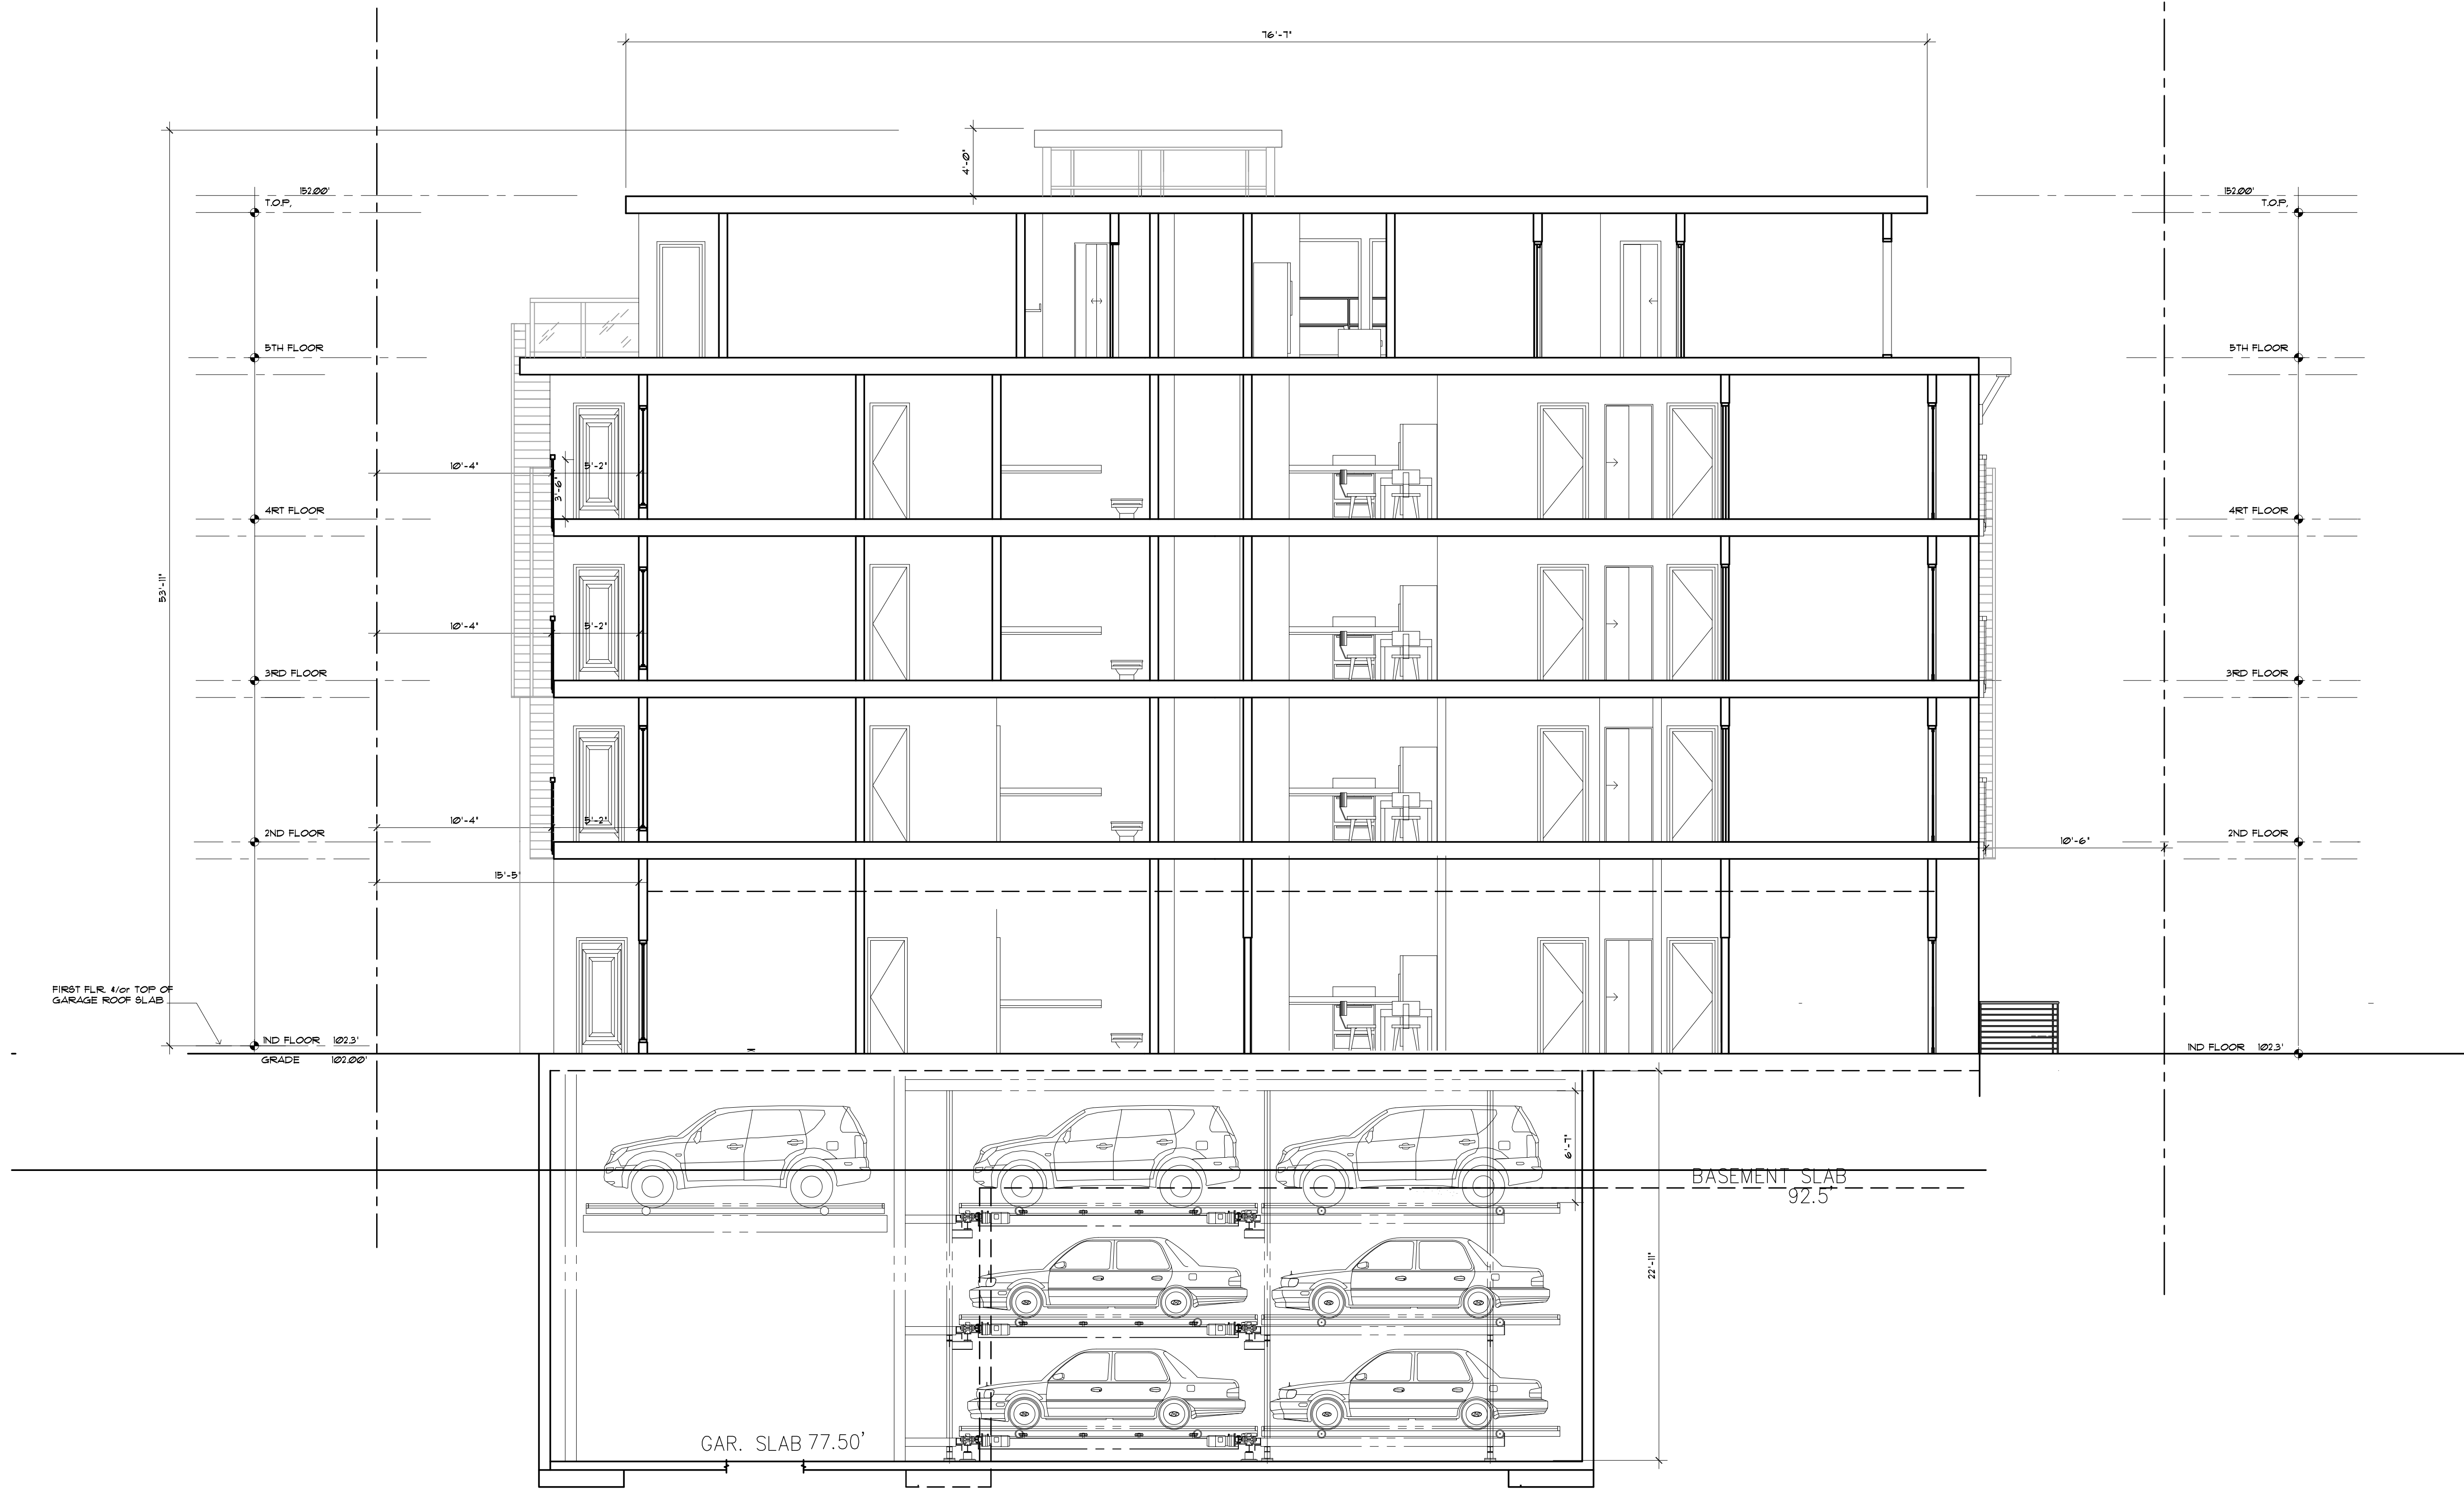 76'-7"
4'-0"
152.00'
152.00'
T.O.P.
T.O.P.
5TH FLOOR
5TH FLOOR
10'-4"
5'-2"
3'-6"
4RT FLOOR
4RT FLOOR
53'-11"
10'-4"
5'-2"
3RD FLOOR
3RD FLOOR
10'-4"
5'-2"
2ND FLOOR
2ND FLOOR
10'-6"
15'-5"
FIRST FLR. &/or TOP OF
GARAGE ROOF SLAB
1ND FLOOR 102.3'
1ND FLOOR 102.3'
GRADE 102.00'
6'-7"
BASEMENT SLAB
92.5'
22'-11"
GAR. SLAB 77.50'